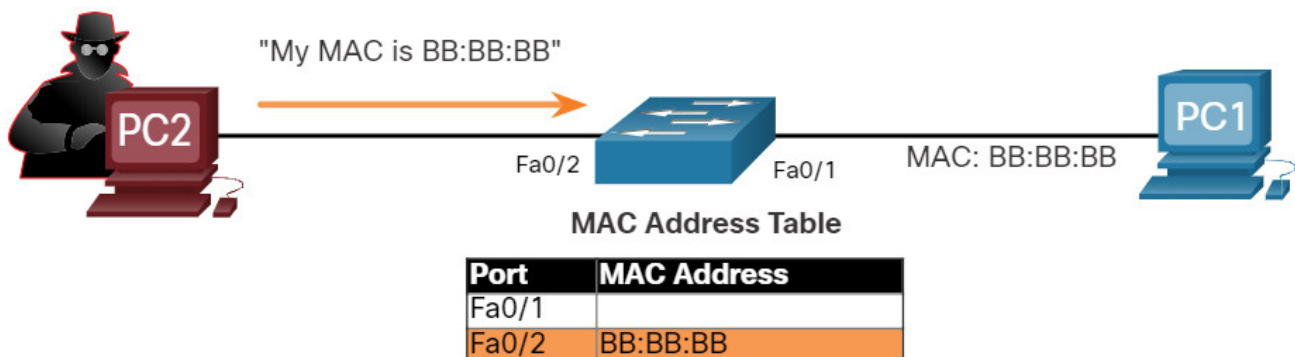 "My MAC is BB:BB:BB"
PC2
PC1
Fa0/2
Fa0/1
MAC: BB:BB:BB
MAC Address Table
Port MAC Address
Fa0/1
Fa0/2 BB:BB:BB